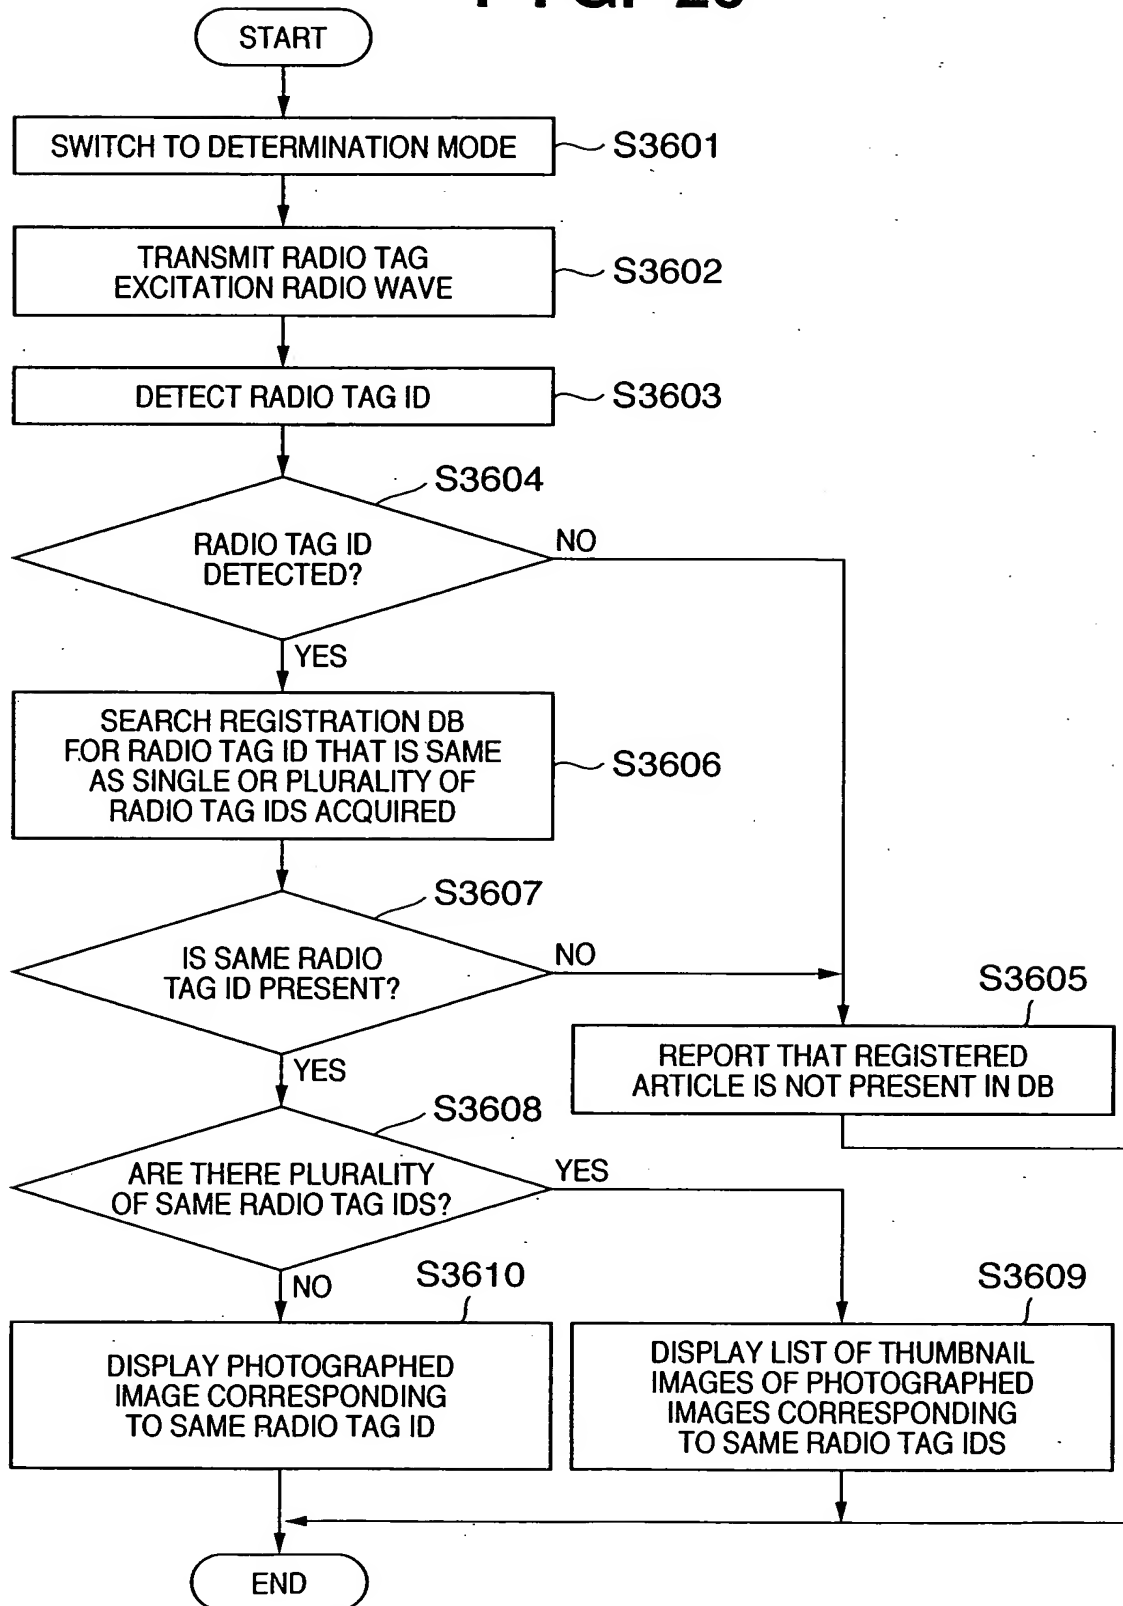 START
SWITCH TO DETERMINATION MODE
S3601
TRANSMIT RADIO TAG
EXCITATION RADIO WAVE
S3602
DETECT RADIO TAG ID
S3603
S3604
RADIO TAG ID
DETECTED?
NO
YES
SEARCH REGISTRATION DB
FOR RADIO TAG ID THAT IS SAME
AS SINGLE OR PLURALITY OF
RADIO TAG IDS ACQUIRED
S3606
S3607
IS SAME RADIO
TAG ID PRESENT?
NO
YES
S3605
REPORT THAT REGISTERED
ARTICLE IS NOT PRESENT IN DB
S3608
ARE THERE PLURALITY
OF SAME RADIO TAG IDS?
YES
NO
S3610
DISPLAY PHOTOGRAPHED
IMAGE CORRESPONDING
TO SAME RADIO TAG ID
S3609
DISPLAY LIST OF THUMBNAIL
IMAGES OF PHOTOGRAPHED
IMAGES CORRESPONDING
TO SAME RADIO TAG IDS
END